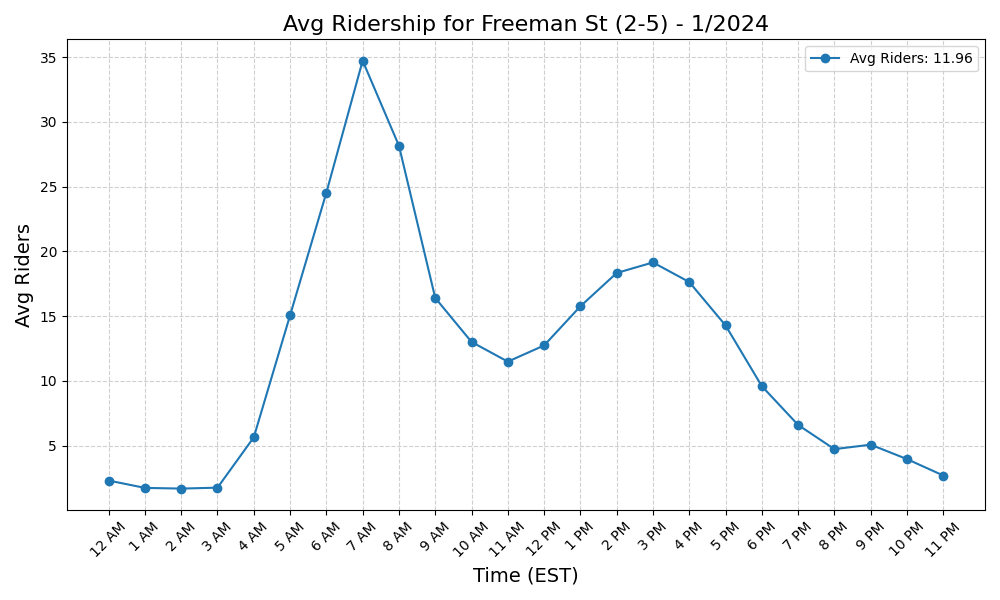 Avg Ridership for Freeman St (2-5) - 1/2024
Avg Riders: 11.96
Avg Riders
35
30
25
20
15
10
5
12 AM
1 AM
2 AM
3 AM
4 AM
5 AM
6 AM
7 AM
8 AM
9 AM
10 AM
11 AM
12 PM
1 PM
2 PM
3 PM
4 PM
5 PM
6 PM
7 PM
8 PM
9 PM
10 PM
11 PM
Time (EST)